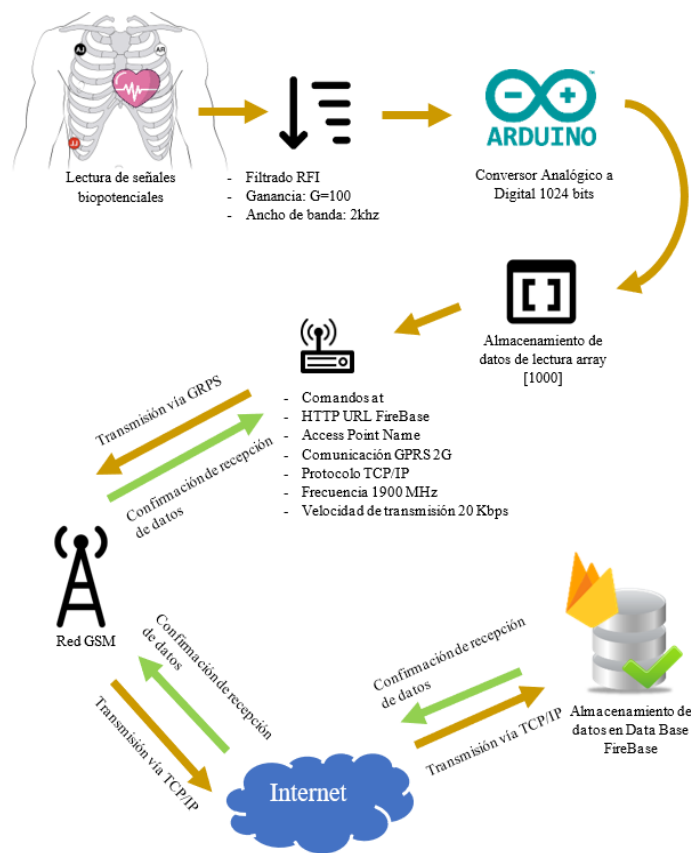 AJ
AR
JJ
Lectura de señales
biopotenciales
- Filtrado RFI
- Ganancia: G=100
- Ancho de banda: 2khz
ARDUINO
TM
Conversor Analógico a
Digital 1024 bits
Almacenamiento de
datos de lectura array
[1000]
- Comandos at
- HTTP URL FireBase
- Access Point Name
- Comunicación GPRS 2G
- Protocolo TCP/IP
- Frecuencia 1900 MHz
- Velocidad de transmisión 20 Kbps
Transmisión vía GRPS
Confirmación de recepción
de datos
Red GSM
Confirmación de recepción
de datos
Transmisión vía TCP/IP
Internet
Confirmación de recepción
de datos
Transmisión vía TCP/IP
Almacenamiento de
datos en Data Base
FireBase